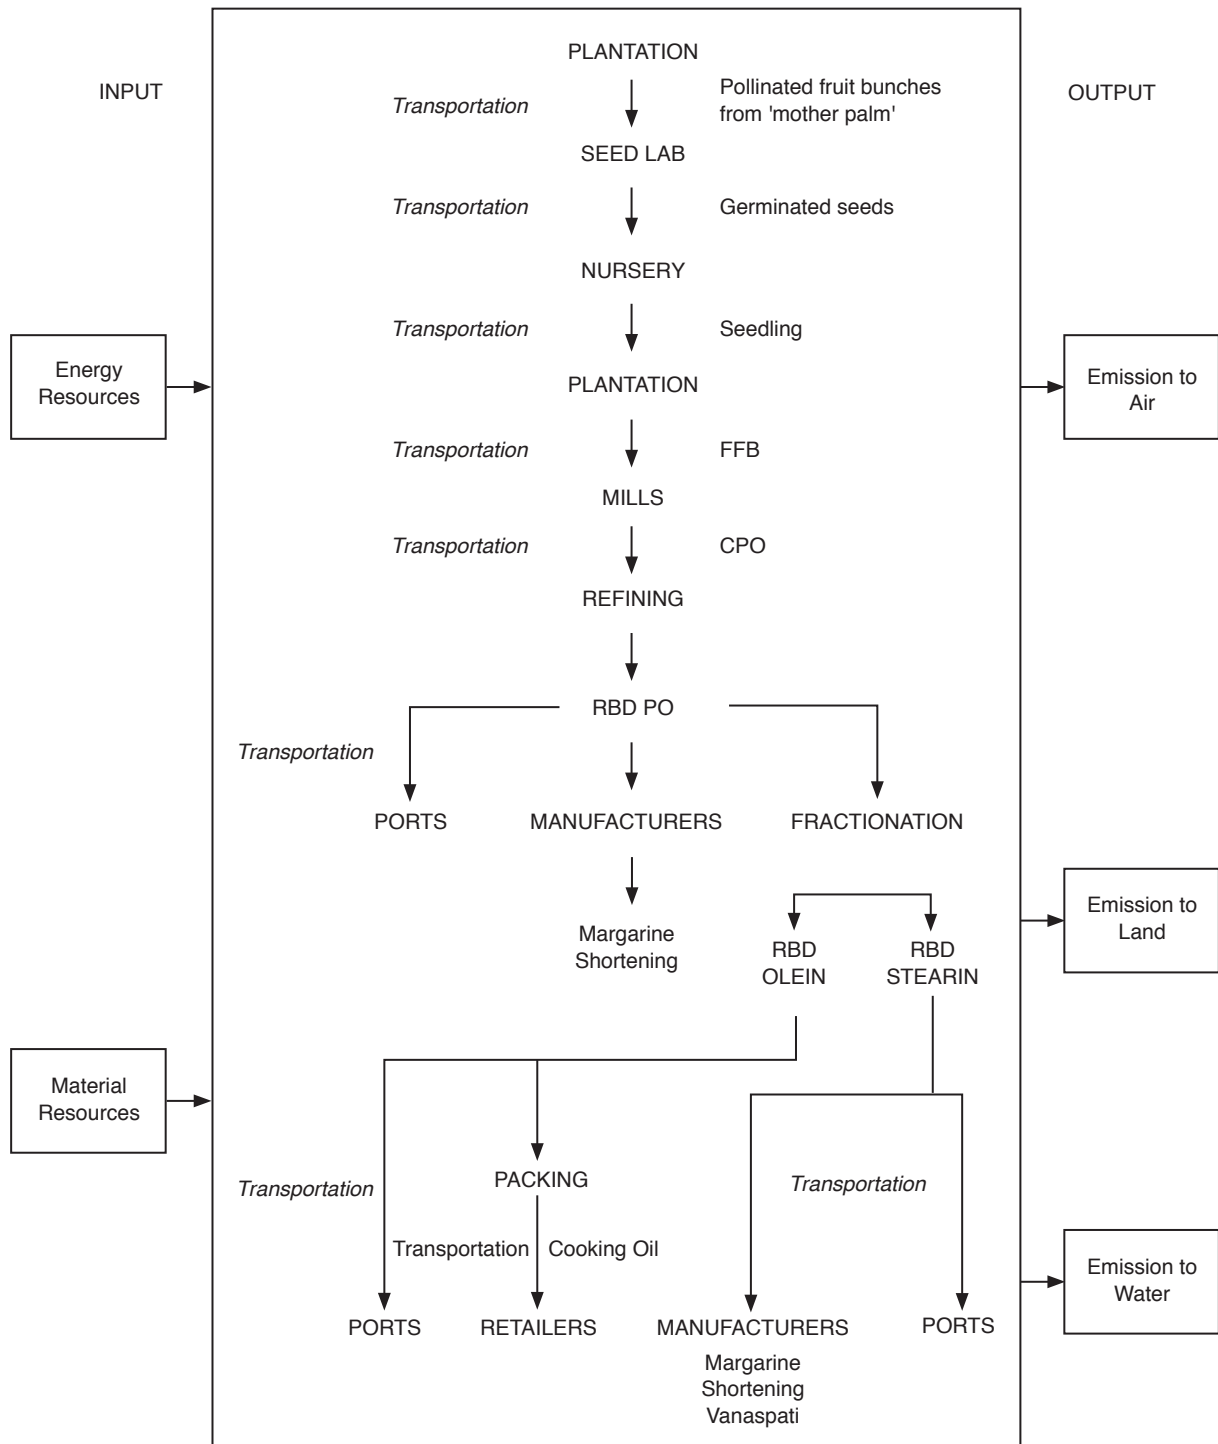 PLANTATION
INPUT
OUTPUT
Transportation
Pollinated fruit bunches
from 'mother palm'
SEED LAB
Transportation
Germinated seeds
NURSERY
Transportation
Seedling
Energy
Resources
PLANTATION
Emission to
Air
Transportation
FFB
MILLS
Transportation
CPO
REFINING
RBD PO
Transportation
PORTS
MANUFACTURERS
FRACTIONATION
Margarine
Shortening
RBD
OLEIN
RBD
STEARIN
Emission to
Land
Material
Resources
Transportation
PACKING
Transportation
Transportation
Cooking Oil
Emission to
Water
PORTS
RETAILERS
MANUFACTURERS
PORTS
Margarine
Shortening
Vanaspati